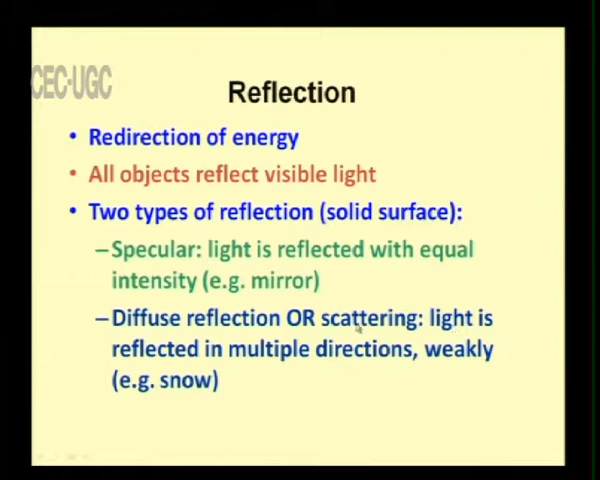 CEC-UGC
Reflection
• Redirection of energy
• All objects reflect visible light
• Two types of reflection (solid surface):
–Specular: light is reflected with equal
intensity (e.g. mirror)
–Diffuse reflection OR scattering: light is
reflected in multiple directions, weakly
(e.g. snow)